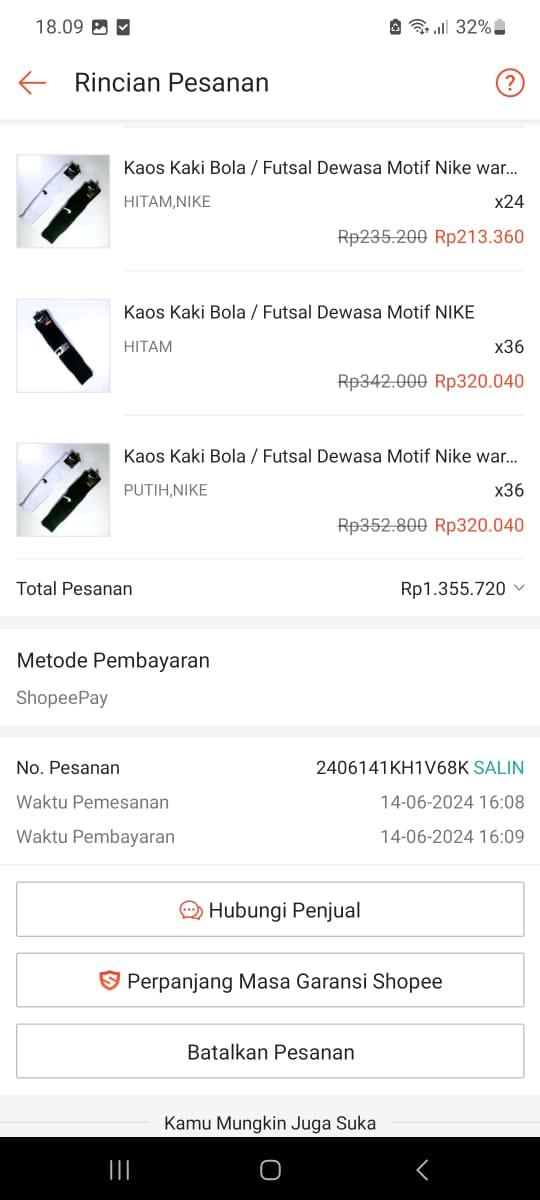 18.09 32%
Rincian Pesanan
Kaos Kaki Bola / Futsal Dewasa Motif Nike war...
HITAM,NIKE x24
Rp235.200 Rp213.360
Kaos Kaki Bola / Futsal Dewasa Motif NIKE
HITAM x36
Rp342.000 Rp320.040
Kaos Kaki Bola / Futsal Dewasa Motif Nike war...
PUTIH,NIKE x36
Rp352.800 Rp320.040
Total Pesanan Rp1.355.720
Metode Pembayaran
ShopeePay
No. Pesanan 2406141KH1V68K SALIN
Waktu Pemesanan 14-06-2024 16:08
Waktu Pembayaran 14-06-2024 16:09
Hubungi Penjual
Perpanjang Masa Garansi Shopee
Batalkan Pesanan
Kamu Mungkin Juga Suka